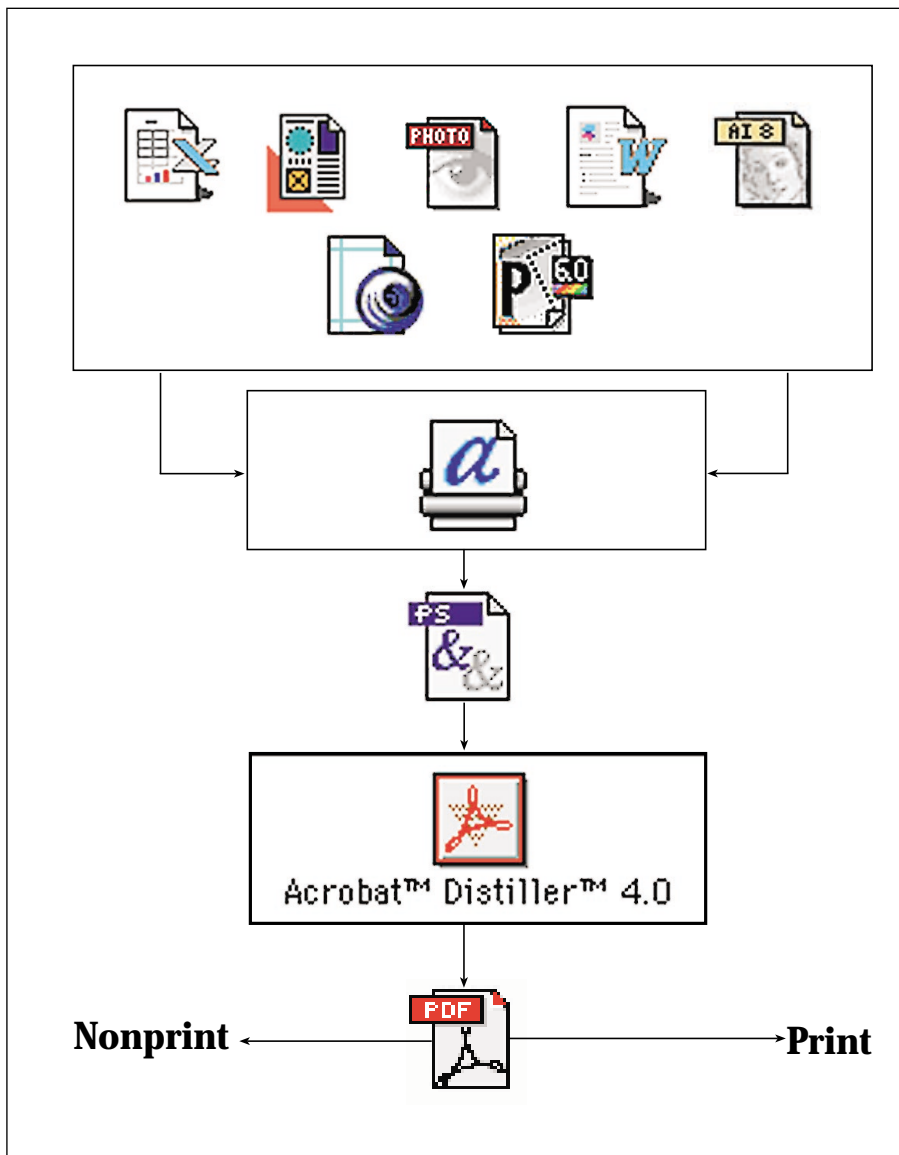 PHOTO
W
AI 8
P
6.0
a
PS
&&
Acrobat™ Distiller™ 4.0
PDF
Nonprint
Print